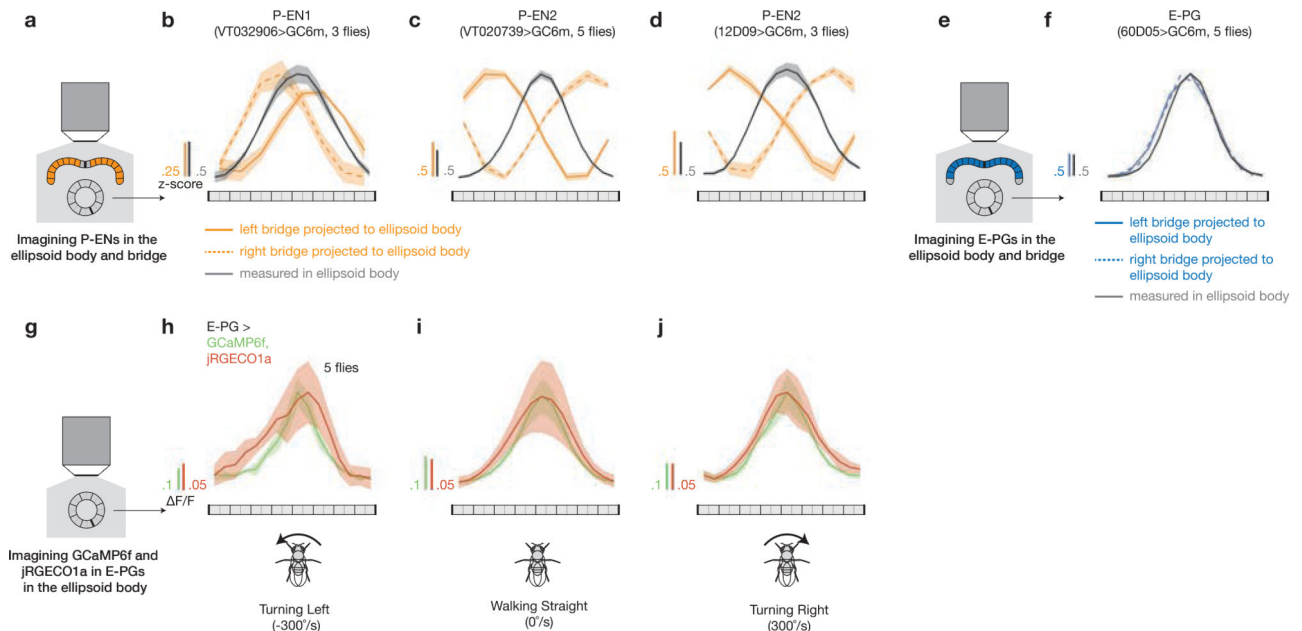 a
b
P-EN1
(VT032906>GC6m, 3 flies)
c
P-EN2
(VT020739>GC6m, 5 flies)
d
P-EN2
(12D09>GC6m, 3 flies)
e
f
E-PG
(60D05>GC6m, 5 flies)
.25 .5
z-score
.5 .5
.5 .5
.5 .5
Imagining P-ENs in the
ellipsoid body and bridge
left bridge projected to ellipsoid body
right bridge projected to ellipsoid body
measured in ellipsoid body
Imagining E-PGs in the
ellipsoid body and bridge
left bridge projected to
ellipsoid body
right bridge projected to
ellipsoid body
measured in ellipsoid body
g
h
E-PG >
GCaMP6f,
jRGECO1a
5 flies
i
j
.1 .05
ΔF/F
.1 .05
.1 .05
Imagining GCaMP6f and
jRGECO1a in E-PGs
in the ellipsoid body
Turning Left
(-300°/s)
Walking Straight
(0°/s)
Turning Right
(300°/s)